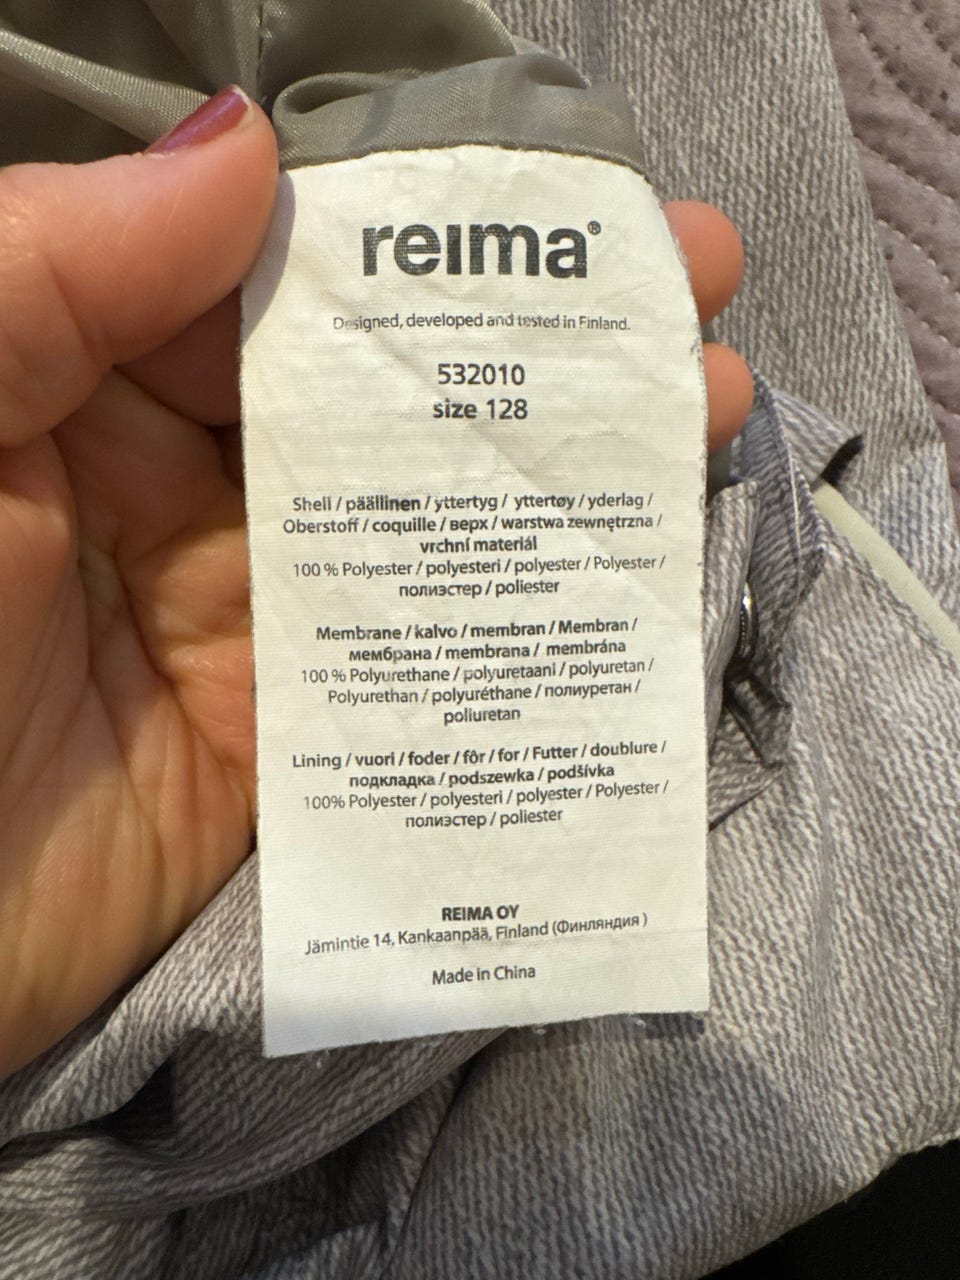 reima®
Designed, developed and tested in Finland.
532010
size 128
Shell / päällinen / yttertyg / yttertøy / yderlag /
Oberstoff / coquille / верх / warstwa zewnętrzna /
vrchní materiál
100 % Polyester / polyesteri / polyester / Polyester /
полиэстер / poliester
Membrane / kalvo / membran / Membran /
мембрана / membrana / membrána
100 % Polyurethane / polyuretaani / polyuretan /
Polyurethan / polyuréthane / полиуретан /
poliuretan
Lining / vuori / foder / fôr / for / Futter / doublure /
подкладка / podszewka / podšívka
100% Polyester / polyesteri / polyester / Polyester /
полиэстер / poliester
REIMA OY
Jämintie 14, Kankaanpää, Finland (Финляндия )
Made in China